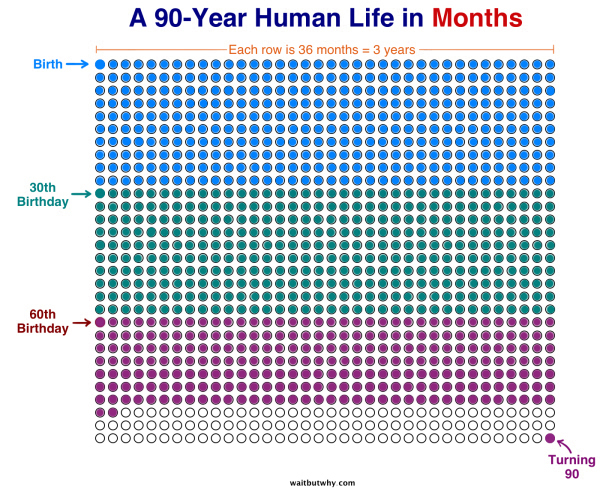 A 90-Year Human Life in Months
Each row is 36 months = 3 years
Birth
30th
Birthday
60th
Birthday
Turning
90
waitbutwhy.com